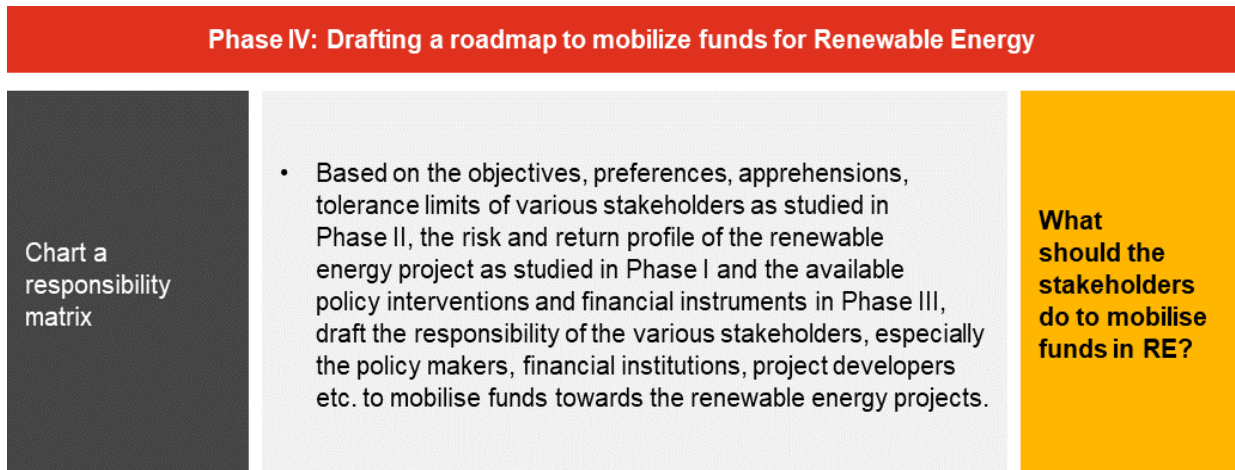 Phase IV: Drafting a roadmap to mobilize funds for Renewable Energy
Chart a
responsibility
matrix
• Based on the objectives, preferences, apprehensions,
tolerance limits of various stakeholders as studied in
Phase II, the risk and return profile of the renewable
energy project as studied in Phase I and the available
policy interventions and financial instruments in Phase III,
draft the responsibility of the various stakeholders, especially
the policy makers, financial institutions, project developers
etc. to mobilise funds towards the renewable energy projects.
What
should the
stakeholders
do to mobilise
funds in RE?